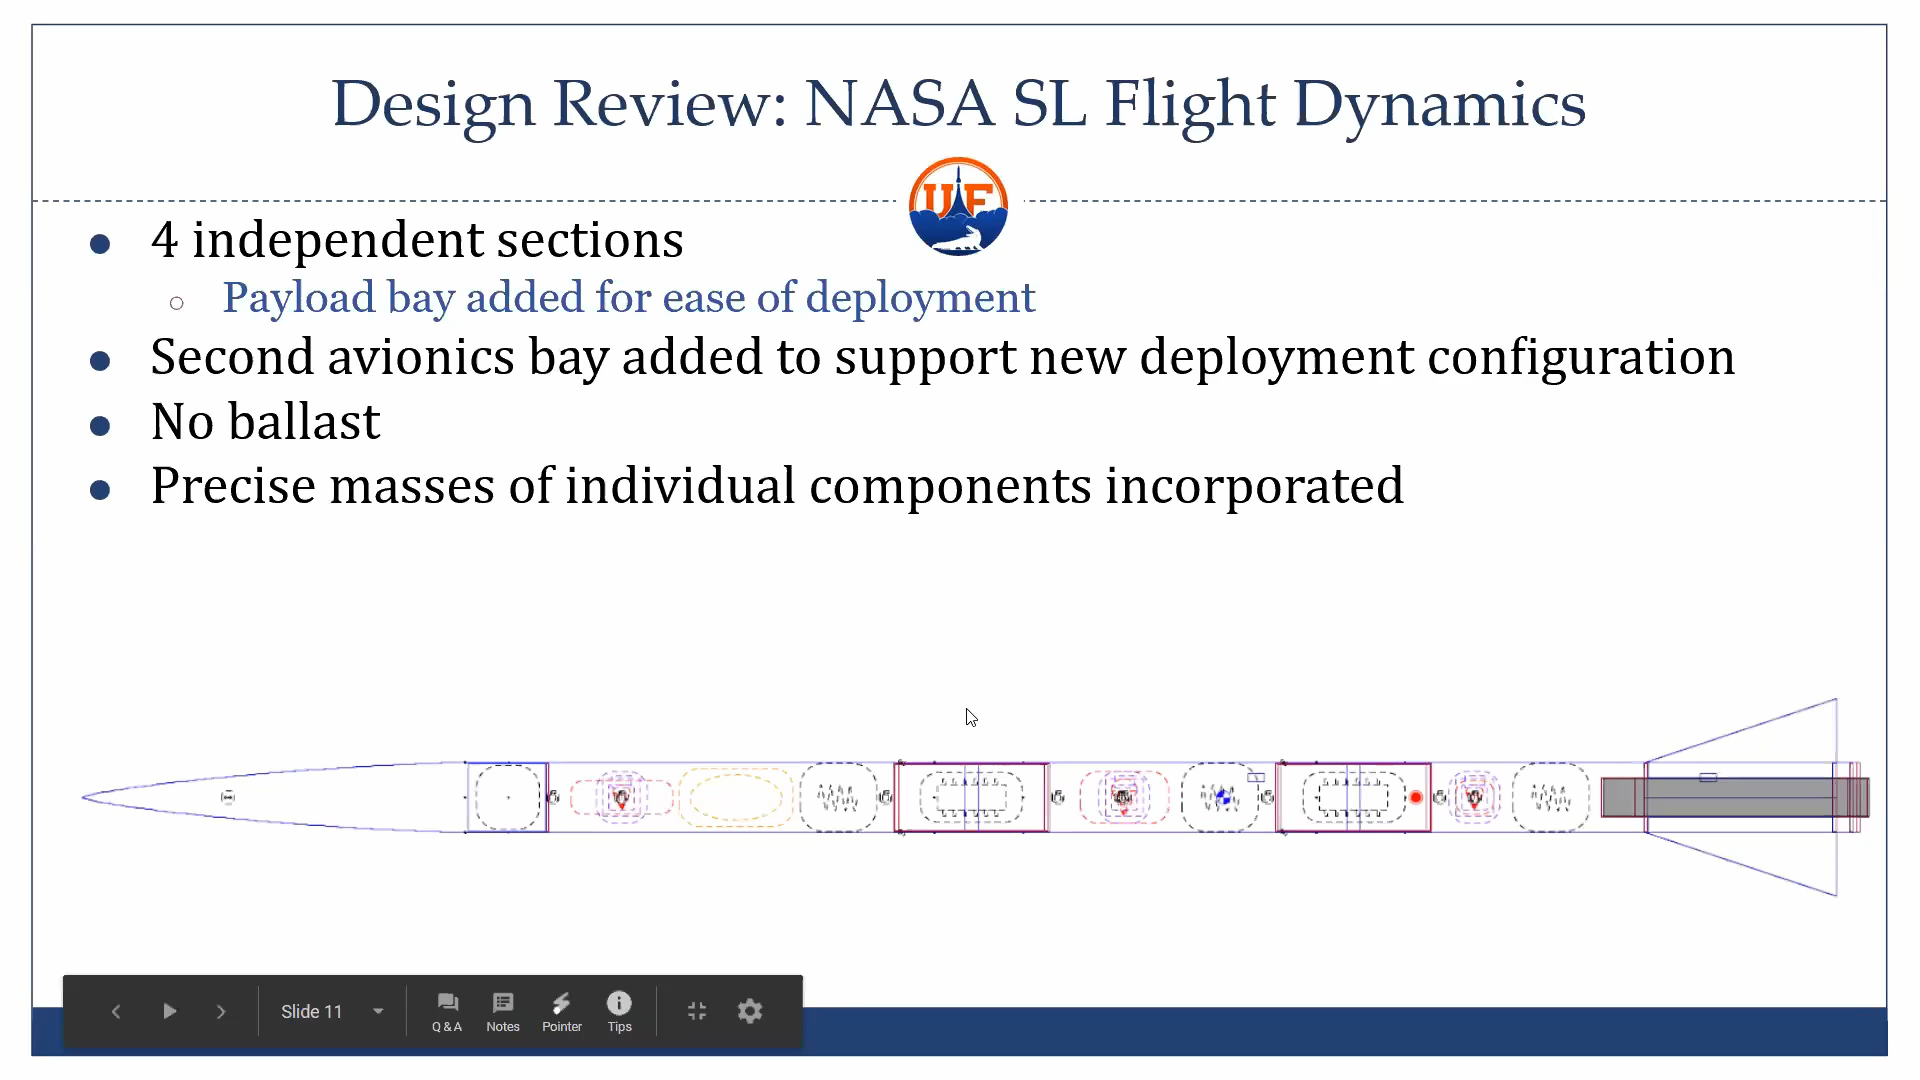 Design Review: NASA SL Flight Dynamics
UF
4 independent sections
Payload bay added for ease of deployment
Second avionics bay added to support new deployment configuration
No ballast
Precise masses of individual components incorporated
Slide 11
Q & A
Notes
Pointer
Tips